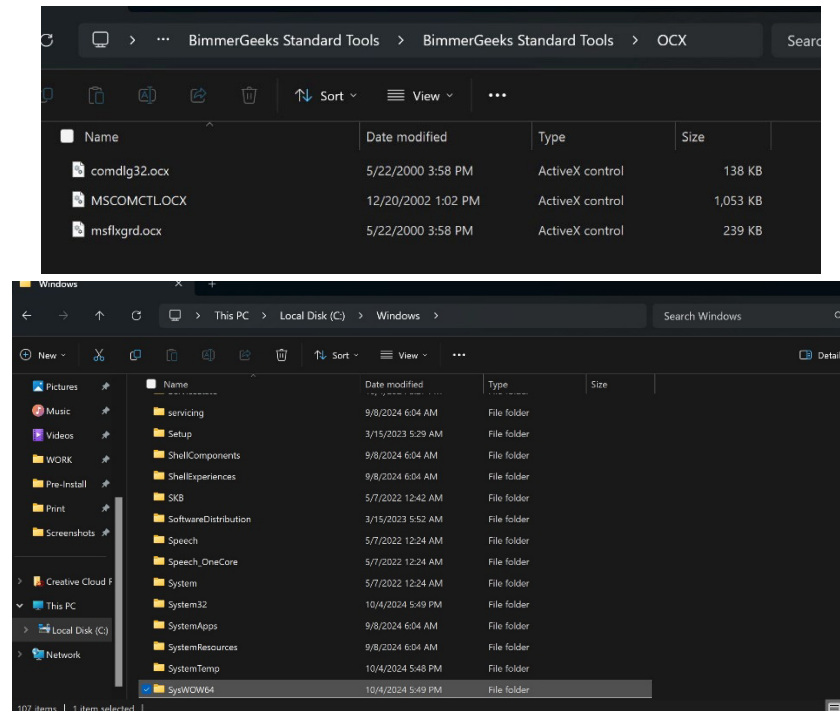 BimmerGeeks Standard Tools > BimmerGeeks Standard Tools > OCX
Sort View
Name Date modified Type Size
comdlg32.ocx 5/22/2000 3:58 PM ActiveX control 138 KB
MSCOMCTL.OCX 12/20/2002 1:02 PM ActiveX control 1,053 KB
msflxgrd.ocx 5/22/2000 3:58 PM ActiveX control 239 KB
Windows
This PC > Local Disk (C:) > Windows > Search Windows
New Sort View
Name Date modified Type Size
Pictures
Music
Videos
WORK
Pre-Install
Print
Screenshots
Creative Cloud F
This PC
Local Disk (C:)
Network
servicing 9/8/2024 6:04 AM File folder
Setup 3/15/2023 5:29 AM File folder
ShellComponents 9/8/2024 6:04 AM File folder
ShellExperiences 9/8/2024 6:04 AM File folder
SKB 5/7/2022 12:42 AM File folder
SoftwareDistribution 3/15/2023 5:52 AM File folder
Speech 5/7/2022 12:24 AM File folder
Speech_OneCore 5/7/2022 12:24 AM File folder
System 5/7/2022 12:24 AM File folder
System32 10/4/2024 5:49 PM File folder
SystemApps 9/8/2024 6:04 AM File folder
SystemResources 9/8/2024 6:04 AM File folder
SystemTemp 10/4/2024 5:48 PM File folder
SysWOW64 10/4/2024 5:49 PM File folder
107 items | 1 item selected |